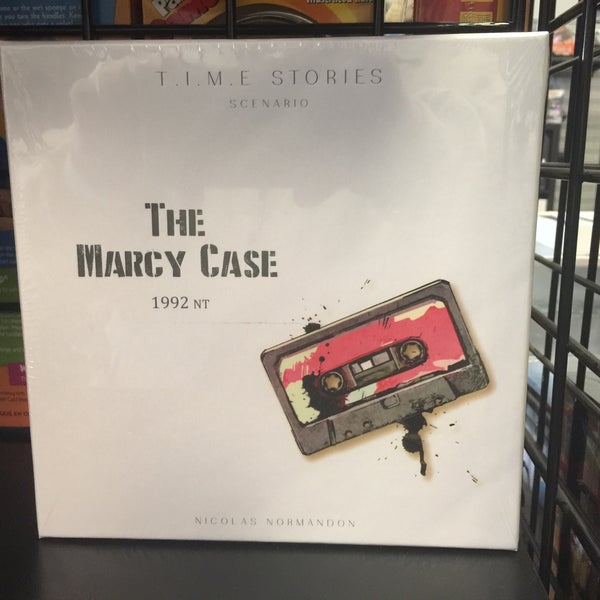 T.I.M.E STORIES
SCENARIO
THE
MARCY CASE
1992 NT
NICOLAS NORMANDON